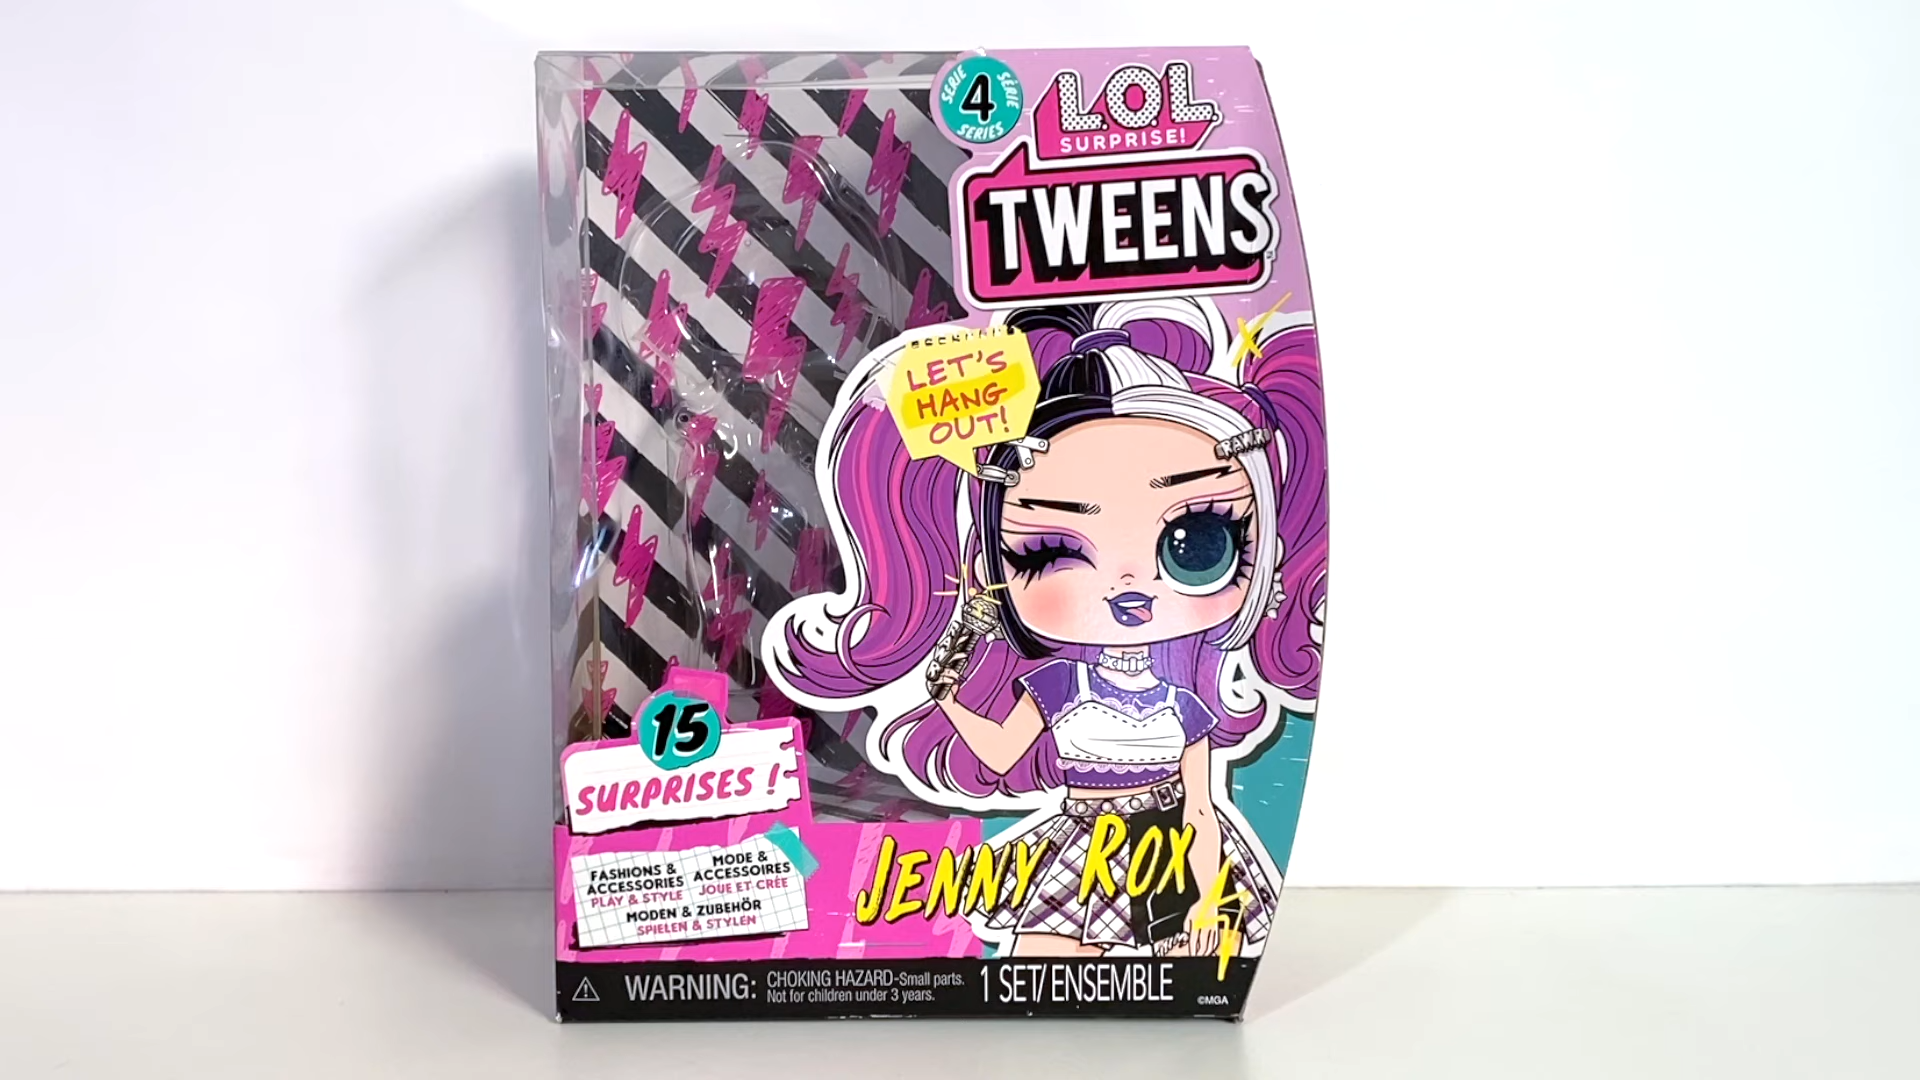 SERIE
4
SÉRIE
SERIES
L.O.L.
SURPRISE!
TWEENS
LET'S
HANG
OUT!
RAWR
15
SURPRISES !
FASHIONS &
ACCESSORIES
PLAY & STYLE
MODE &
ACCESSOIRES
JOUE ET CRÉE
MODEN & ZUBEHÖR
SPIELEN & STYLEN
JENNY ROX
WARNING: CHOKING HAZARD-Small parts.
Not for children under 3 years.
1 SET/ENSEMBLE
©MGA